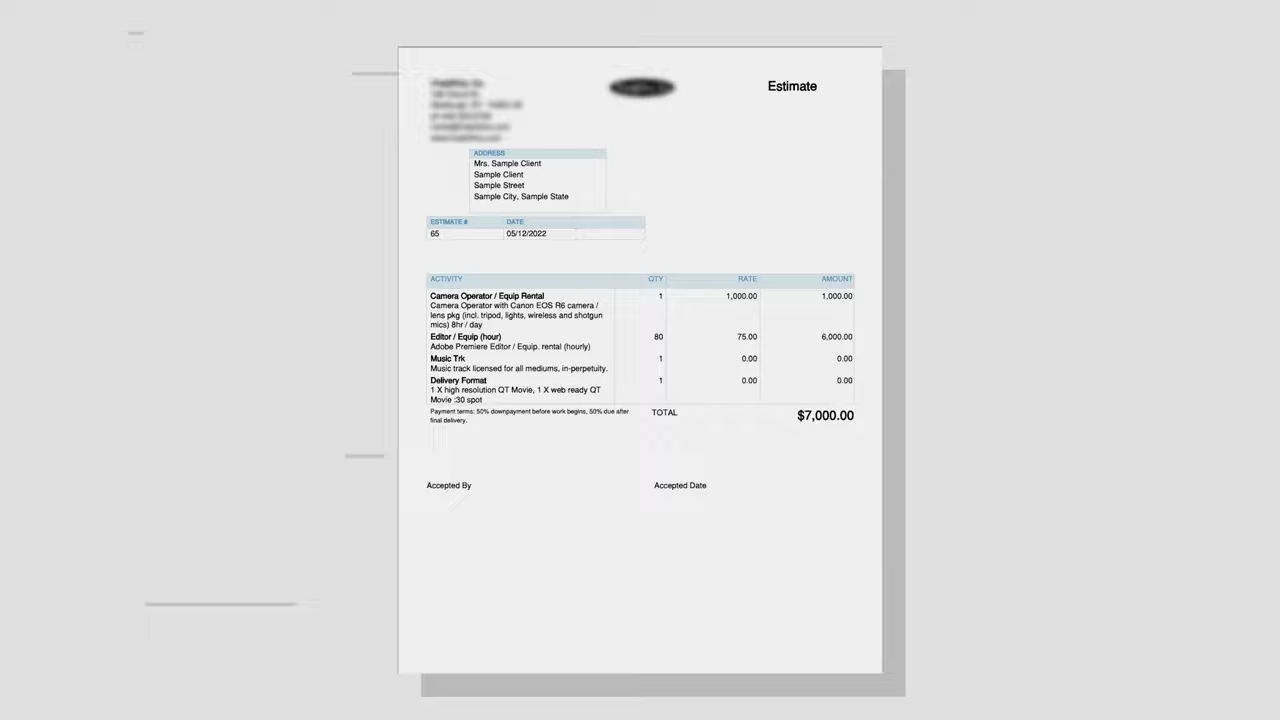 Estimate
ADDRESS
Mrs. Sample Client
Sample Client
Sample Street
Sample City, Sample State
ESTIMATE # DATE
65 05/12/2022
ACTIVITY QTY RATE AMOUNT
Camera Operator / Equip Rental 1 1,000.00 1,000.00
Camera Operator with Canon EOS R6 camera /
lens pkg (incl. tripod, lights, wireless and shotgun
mics) 8hr / day
Editor / Equip (hour) 80 75.00 6,000.00
Adobe Premiere Editor / Equip. rental (hourly)
Music Trk 1 0.00 0.00
Music track licensed for all mediums, in-perpetuity.
Delivery Format 1 0.00 0.00
1 X high resolution QT Movie, 1 X web ready QT
Movie :30 spot
Payment terms: 50% downpayment before work begins, 50% due after
final delivery.
TOTAL $7,000.00
Accepted By Accepted Date